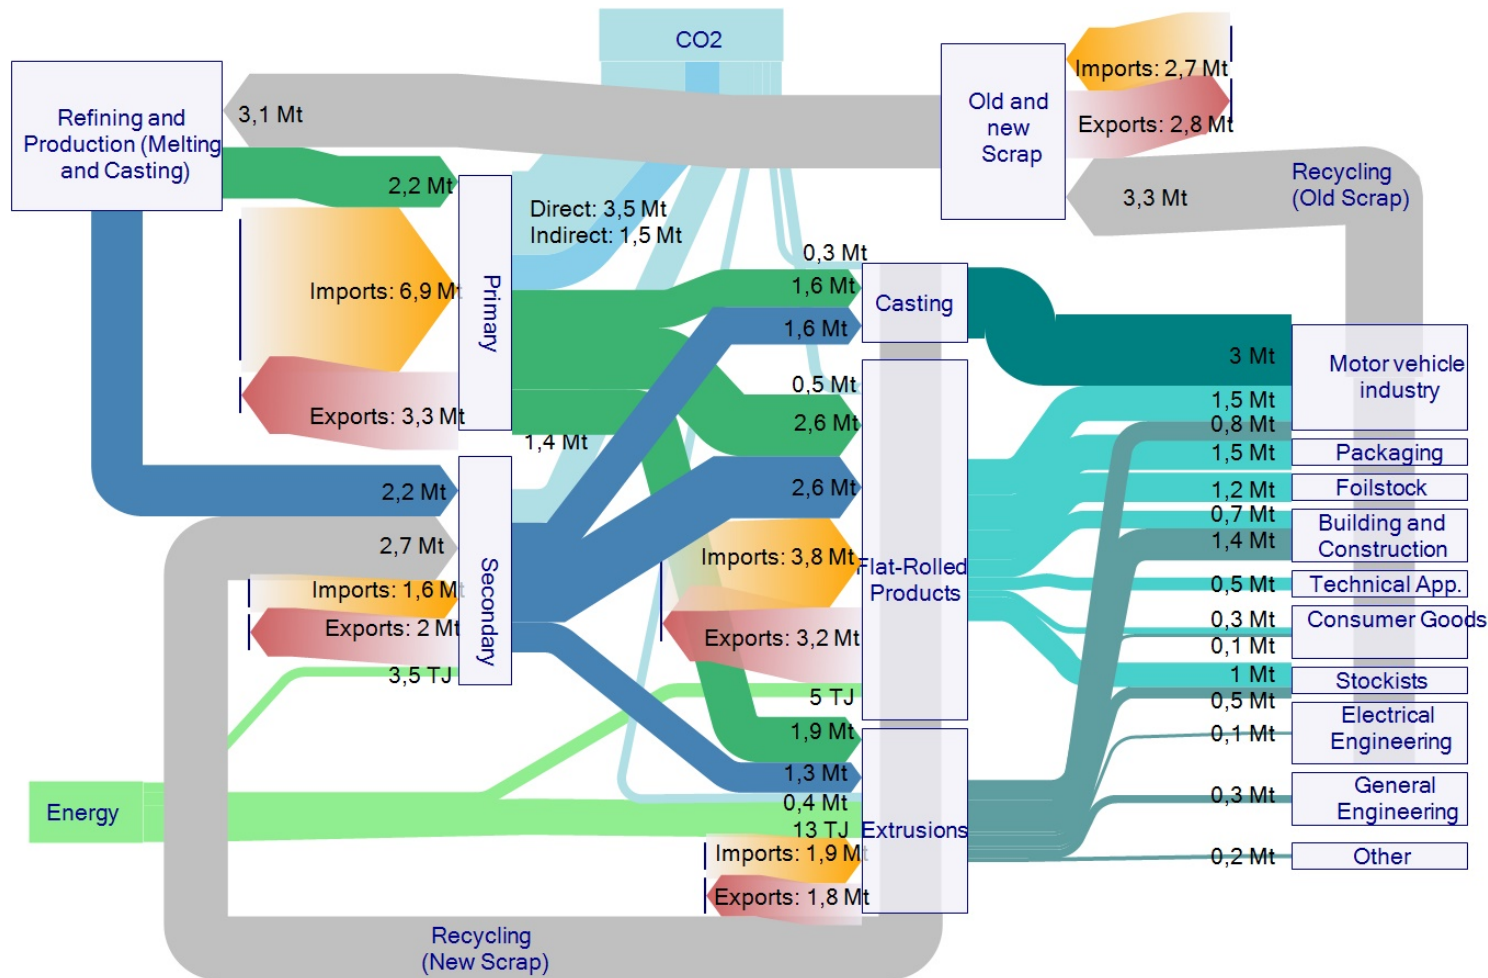 CO2
Imports: 2,7 Mt
Old and
new
Scrap
Exports: 2,8 Mt
3,1 Mt
Refining and
Production (Melting
and Casting)
Recycling
(Old Scrap)
3,3 Mt
2,2 Mt
Direct: 3,5 Mt
Indirect: 1,5 Mt
Imports: 6,9 Mt
Primary
Exports: 3,3 Mt
1,4 Mt
0,3 Mt
1,6 Mt
Casting
1,6 Mt
0,5 Mt
2,6 Mt
2,6 Mt
Imports: 3,8 Mt
Flat-Rolled
Products
Exports: 3,2 Mt
5 TJ
2,2 Mt
2,7 Mt
Secondary
Imports: 1,6 Mt
Exports: 2 Mt
3,5 TJ
1,9 Mt
1,3 Mt
0,4 Mt
13 TJ
Extrusions
Imports: 1,9 Mt
Exports: 1,8 Mt
Energy
Recycling
(New Scrap)
3 Mt
Motor vehicle
industry
1,5 Mt
0,8 Mt
1,5 Mt
Packaging
1,2 Mt
Foilstock
0,7 Mt
Building and
Construction
1,4 Mt
0,5 Mt
Technical App.
0,3 Mt
Consumer Goods
0,1 Mt
1 Mt
Stockists
0,5 Mt
Electrical
Engineering
0,1 Mt
General
Engineering
0,3 Mt
0,2 Mt
Other